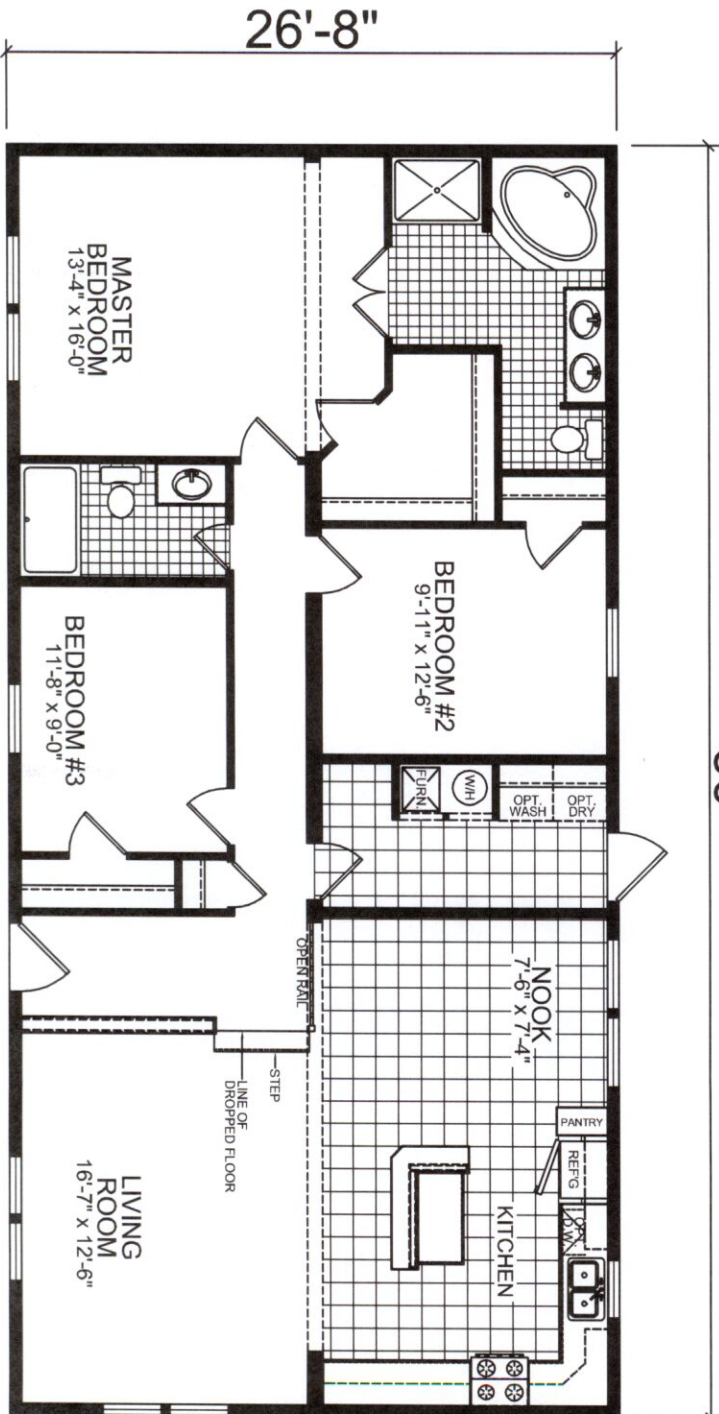 26'-8"
MASTER
BEDROOM
13'-4" x 16'-0"
BEDROOM #2
9'-11" x 12'-6"
BEDROOM #3
11'-8" x 9'-0"
FURN.
W/H
OPT.
WASH
OPT.
DRY
OPEN RAIL
NOOK
7'-6" x 7'-4"
STEP
LINE OF
DROPPED FLOOR
PANTRY
REF'G
OPT.
D.W.
KITCHEN
LIVING
ROOM
16'-7" x 12'-6"